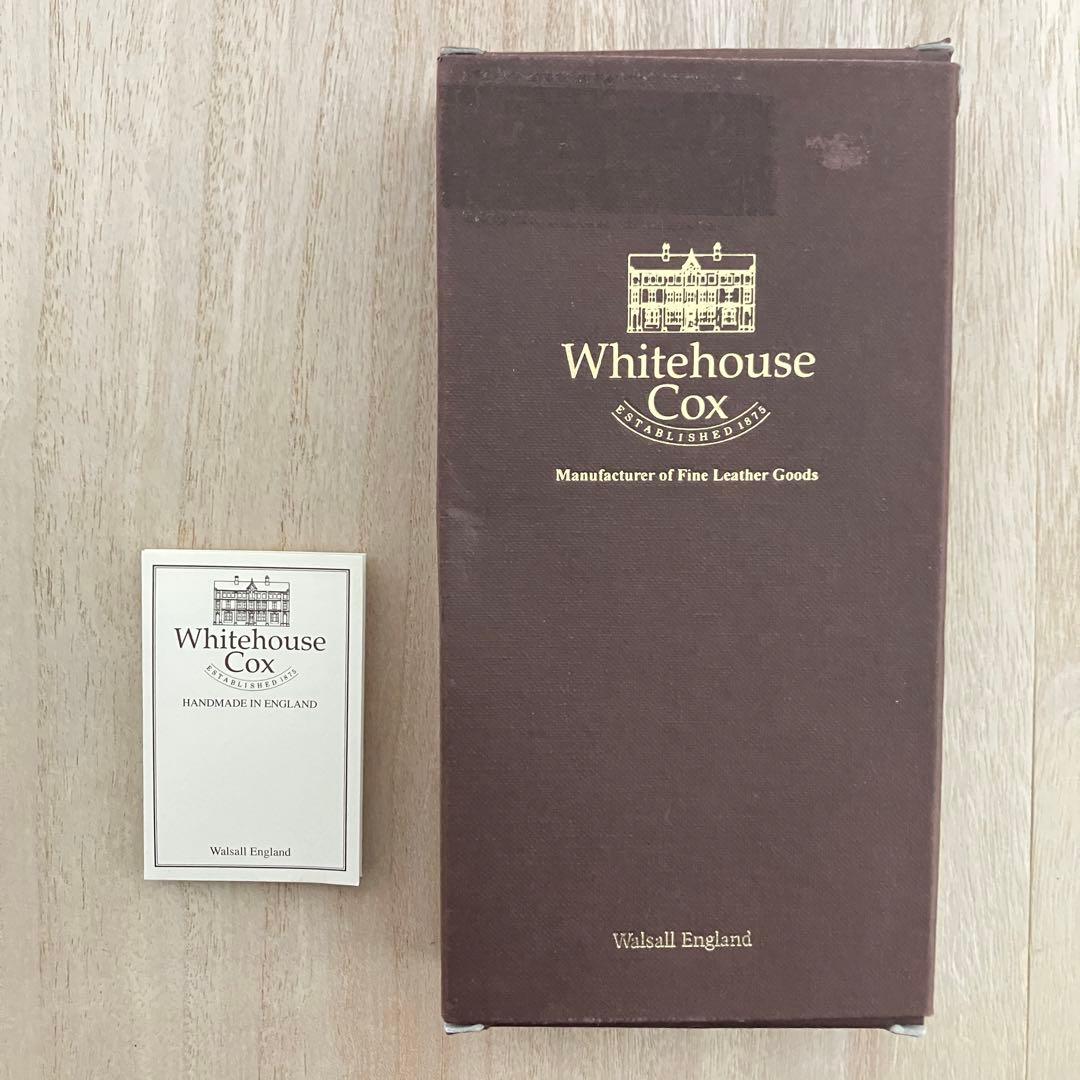 Whitehouse
Cox
ESTABLISHED 1875
Manufacturer of Fine Leather Goods
Walsall England
Whitehouse
Cox
ESTABLISHED 1875
HANDMADE IN ENGLAND
Walsall England